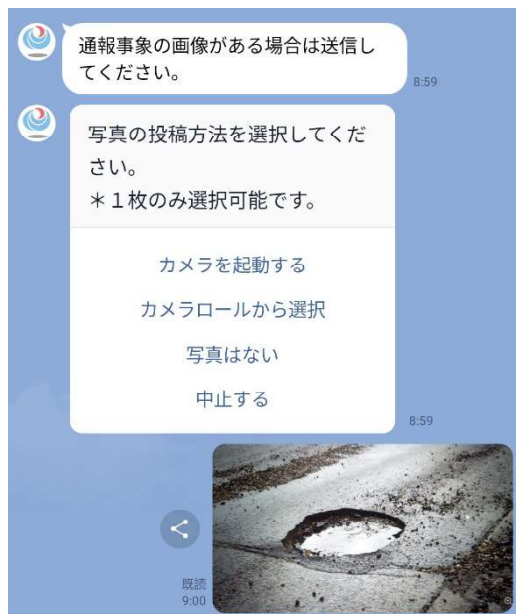 通報事象の画像がある場合は送信し
てください。
8:59
写真の投稿方法を選択してくだ
さい。
＊１枚のみ選択可能です。
カメラを起動する
カメラロールから選択
写真はない
中止する
8:59
既読
9:00